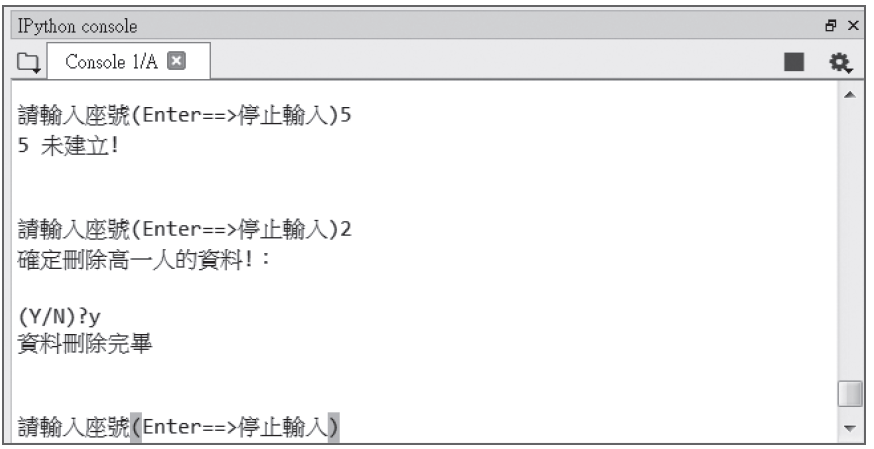 IPython console
Console 1/A
請輸入座號(Enter==>停止輸入)5
5 未建立!
請輸入座號(Enter==>停止輸入)2
確定刪除高一人的資料!：
(Y/N)?y
資料刪除完畢
請輸入座號(Enter==>停止輸入)